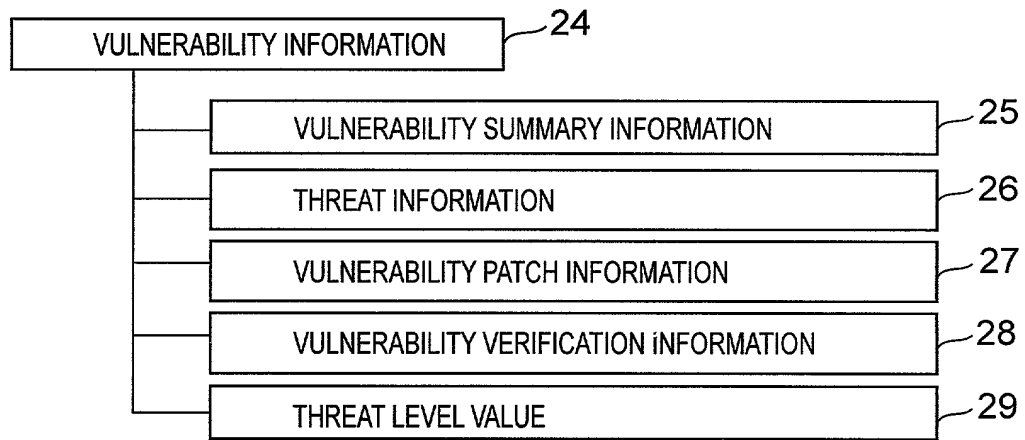 VULNERABILITY INFORMATION 24
VULNERABILITY SUMMARY INFORMATION 25
THREAT INFORMATION 26
VULNERABILITY PATCH INFORMATION 27
VULNERABILITY VERIFICATION iNFORMATION 28
THREAT LEVEL VALUE 29